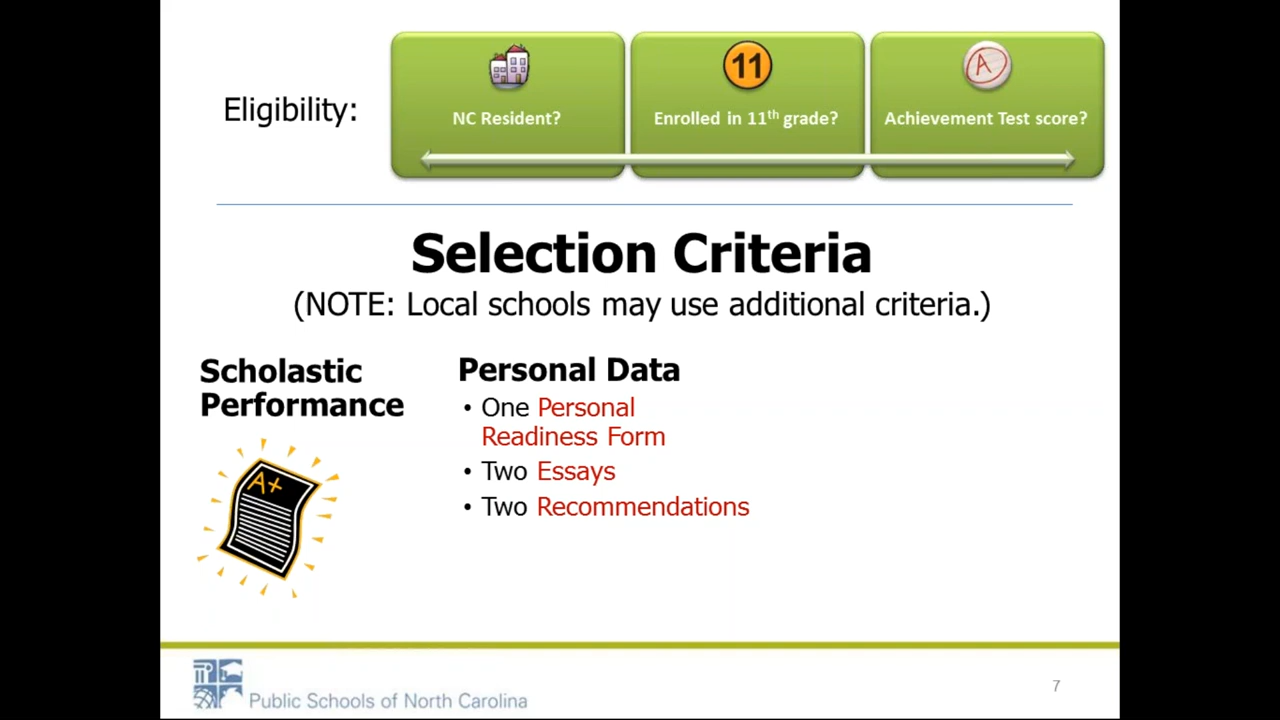 Eligibility:
NC Resident?
11
Enrolled in 11th grade?
A
Achievement Test score?
Selection Criteria
(NOTE: Local schools may use additional criteria.)
Scholastic
Performance
A+
Personal Data
• One Personal
Readiness Form
• Two Essays
• Two Recommendations
Public Schools of North Carolina
7